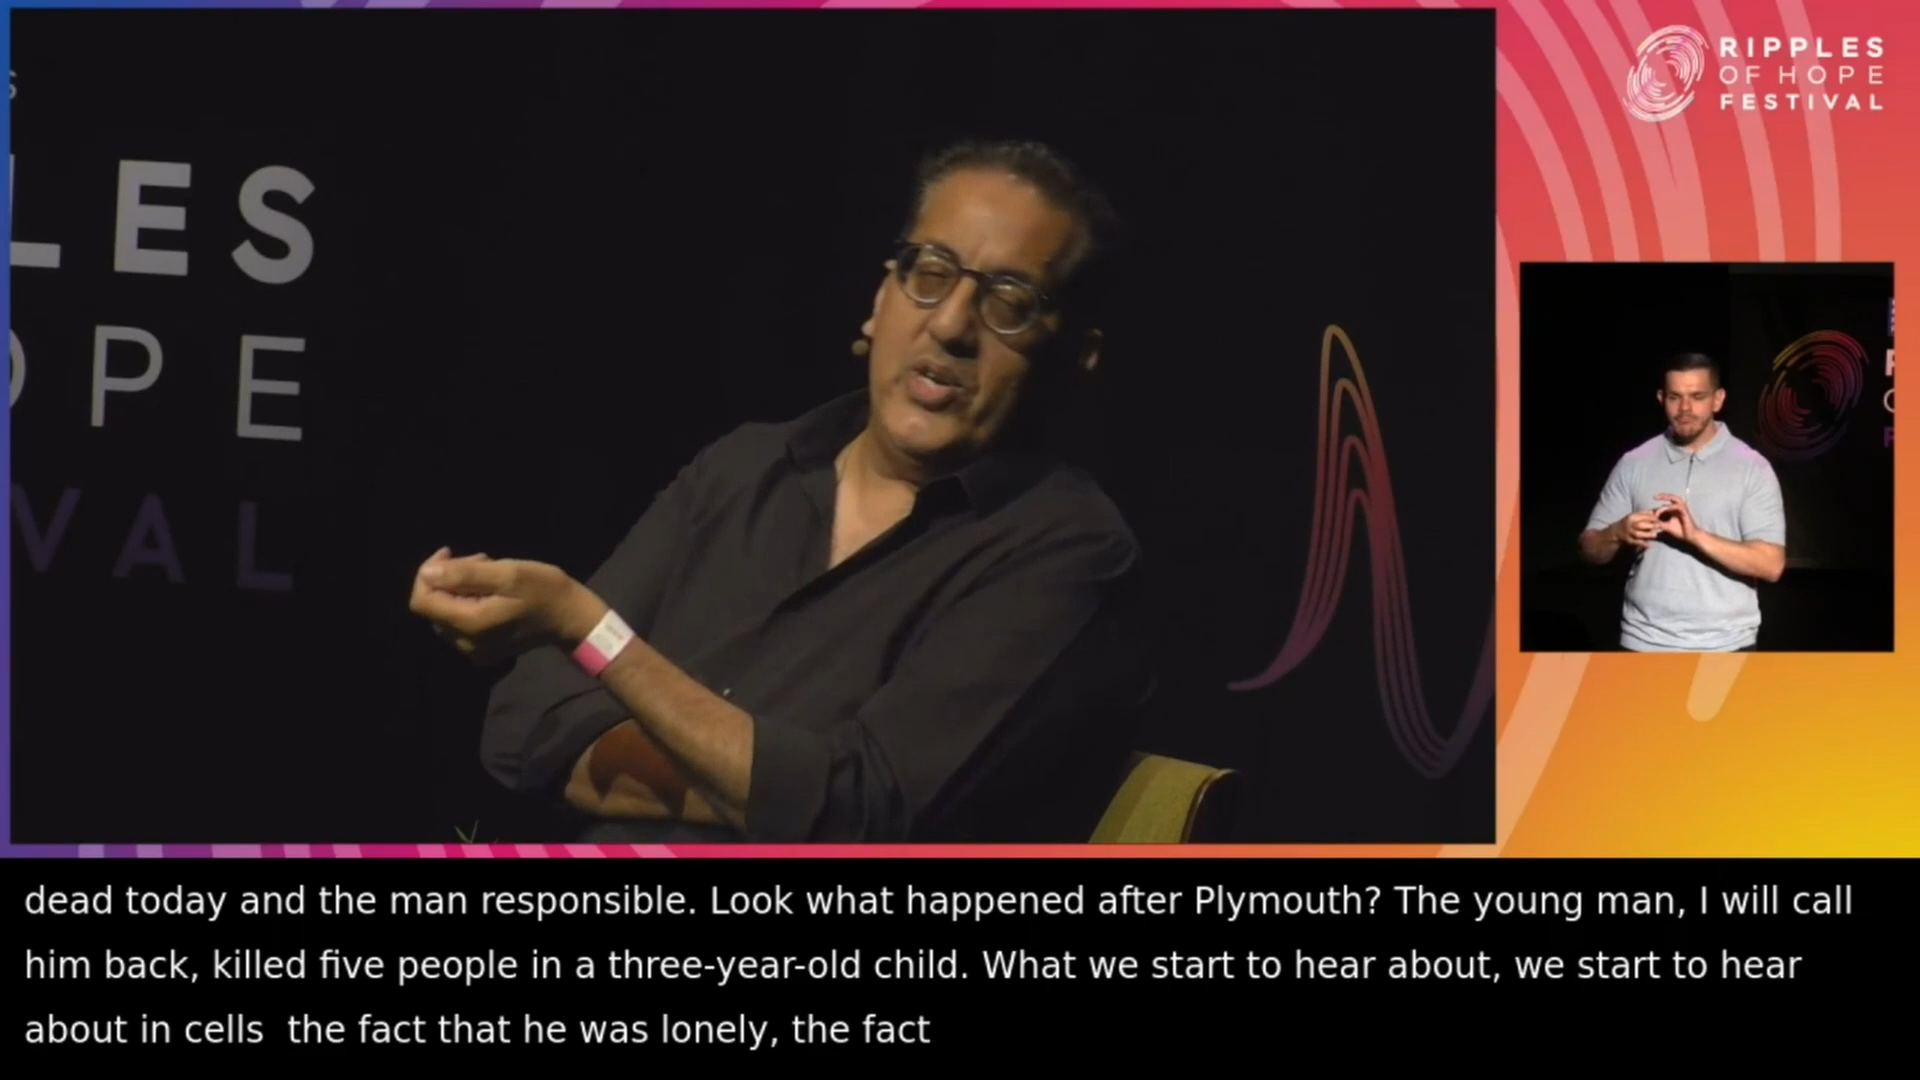 S
LES
OPE
VAL
RIPPLES
OF HOPE
FESTIVAL
dead today and the man responsible. Look what happened after Plymouth? The young man, I will call
him back, killed five people in a three-year-old child. What we start to hear about, we start to hear
about in cells  the fact that he was lonely, the fact